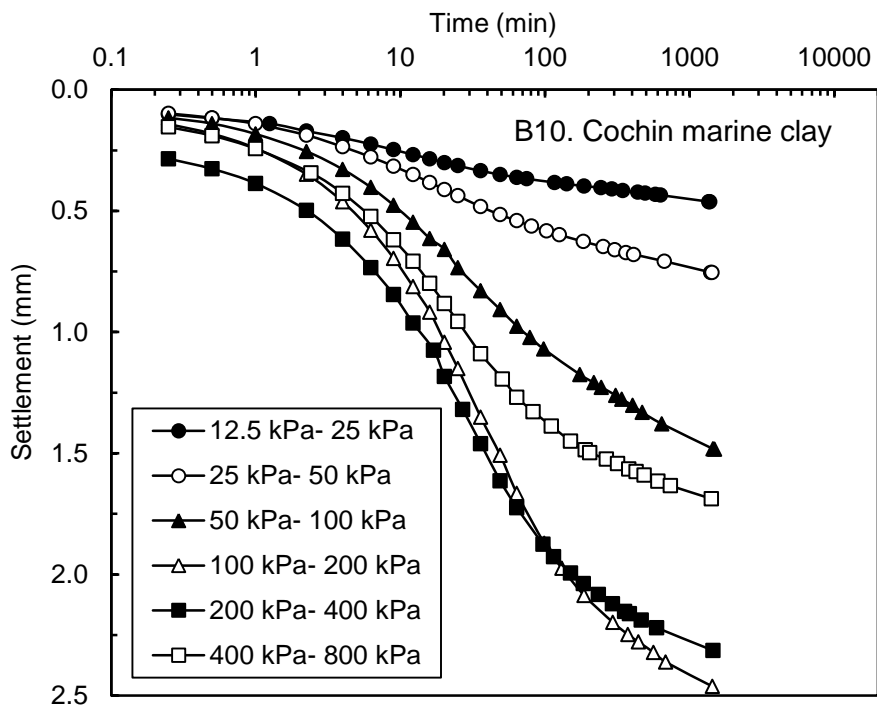 Time (min)
0.1 1 10 100 1000 10000
0.0
B10. Cochin marine clay
0.5
1.0
Settlement (mm)
12.5 kPa- 25 kPa
25 kPa- 50 kPa
1.5
50 kPa- 100 kPa
100 kPa- 200 kPa
2.0
200 kPa- 400 kPa
400 kPa- 800 kPa
2.5